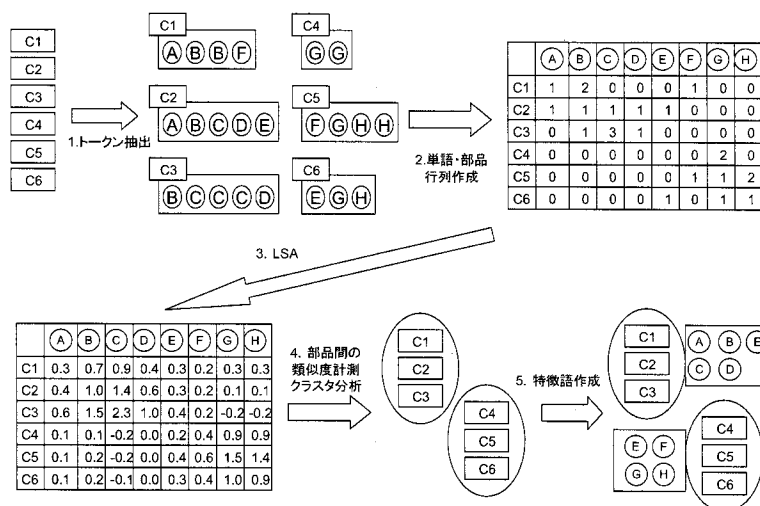 C1
C2
C3
C4
C5
C6
1.トークン抽出
C1
A B B F
C2
A B C D E
C3
B C C C D
C4
G G
C5
F G H H
C6
E G H
2.単語・部品
行列作成
A B C D E F G H
C1 1 2 0 0 0 1 0 0
C2 1 1 1 1 1 0 0 0
C3 0 1 3 1 0 0 0 0
C4 0 0 0 0 0 0 2 0
C5 0 0 0 0 0 1 1 2
C6 0 0 0 0 1 0 1 1
3. LSA
A B C D E F G H
C1 0.3 0.7 0.9 0.4 0.3 0.2 0.3 0.3
C2 0.4 1.0 1.4 0.6 0.3 0.2 0.1 0.1
C3 0.6 1.5 2.3 1.0 0.4 0.2 -0.2 -0.2
C4 0.1 0.1 -0.2 0.0 0.2 0.4 0.9 0.9
C5 0.1 0.2 -0.2 0.0 0.4 0.6 1.5 1.4
C6 0.1 0.2 -0.1 0.0 0.3 0.4 1.0 0.9
4. 部品間の
類似度計測
クラスタ分析
C1
C2
C3
C4
C5
C6
5. 特徴語作成
C1
C2
C3
A B E
C D
E F
G H
C4
C5
C6